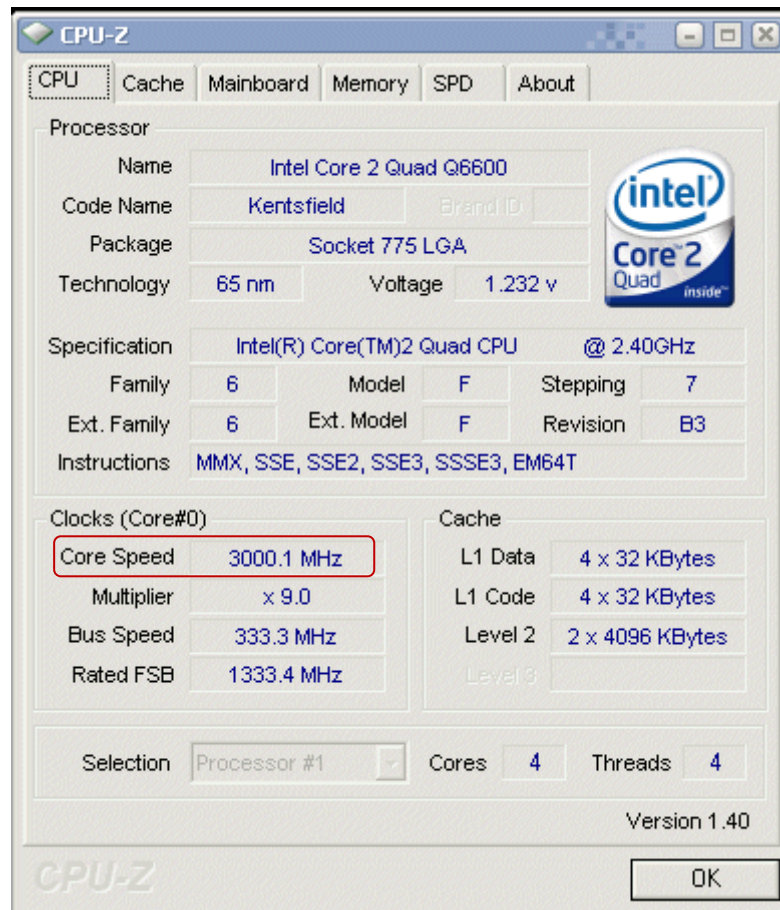 CPU-Z
CPU Cache Mainboard Memory SPD About
Processor
Name Intel Core 2 Quad Q6600
Code Name Kentsfield Brand ID
Package Socket 775 LGA
Technology 65 nm Voltage 1.232 v
intel
Core™2
Quad
inside™
Specification Intel(R) Core(TM)2 Quad CPU @ 2.40GHz
Family 6 Model F Stepping 7
Ext. Family 6 Ext. Model F Revision B3
Instructions MMX, SSE, SSE2, SSE3, SSSE3, EM64T
Clocks (Core#0)
Core Speed 3000.1 MHz
Multiplier x 9.0
Bus Speed 333.3 MHz
Rated FSB 1333.4 MHz
Cache
L1 Data 4 x 32 KBytes
L1 Code 4 x 32 KBytes
Level 2 2 x 4096 KBytes
Level 3
Selection Processor #1 Cores 4 Threads 4
Version 1.40
CPU-Z OK